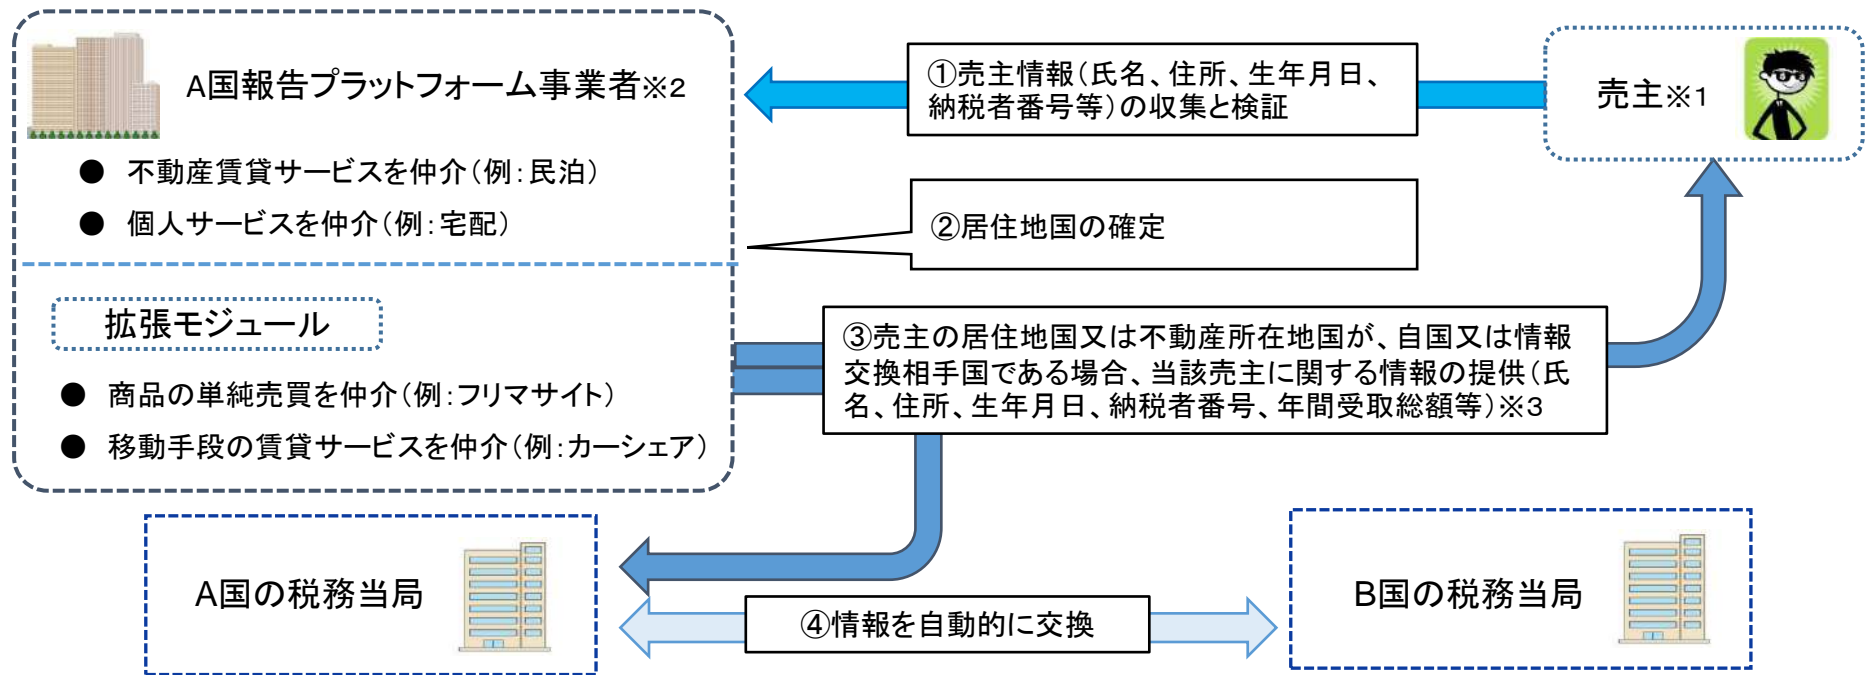 A国報告プラットフォーム事業者※2
● 不動産賃貸サービスを仲介（例：民泊）
● 個人サービスを仲介（例：宅配）
拡張モジュール
● 商品の単純売買を仲介（例：フリマサイト）
● 移動手段の賃貸サービスを仲介（例：カーシェア）
①売主情報（氏名、住所、生年月日、
納税者番号等）の収集と検証
売主※1
②居住地国の確定
③売主の居住地国又は不動産所在地国が、自国又は情報
交換相手国である場合、当該売主に関する情報の提供（氏
名、住所、生年月日、納税者番号、年間受取総額等）※3
A国の税務当局
④情報を自動的に交換
B国の税務当局